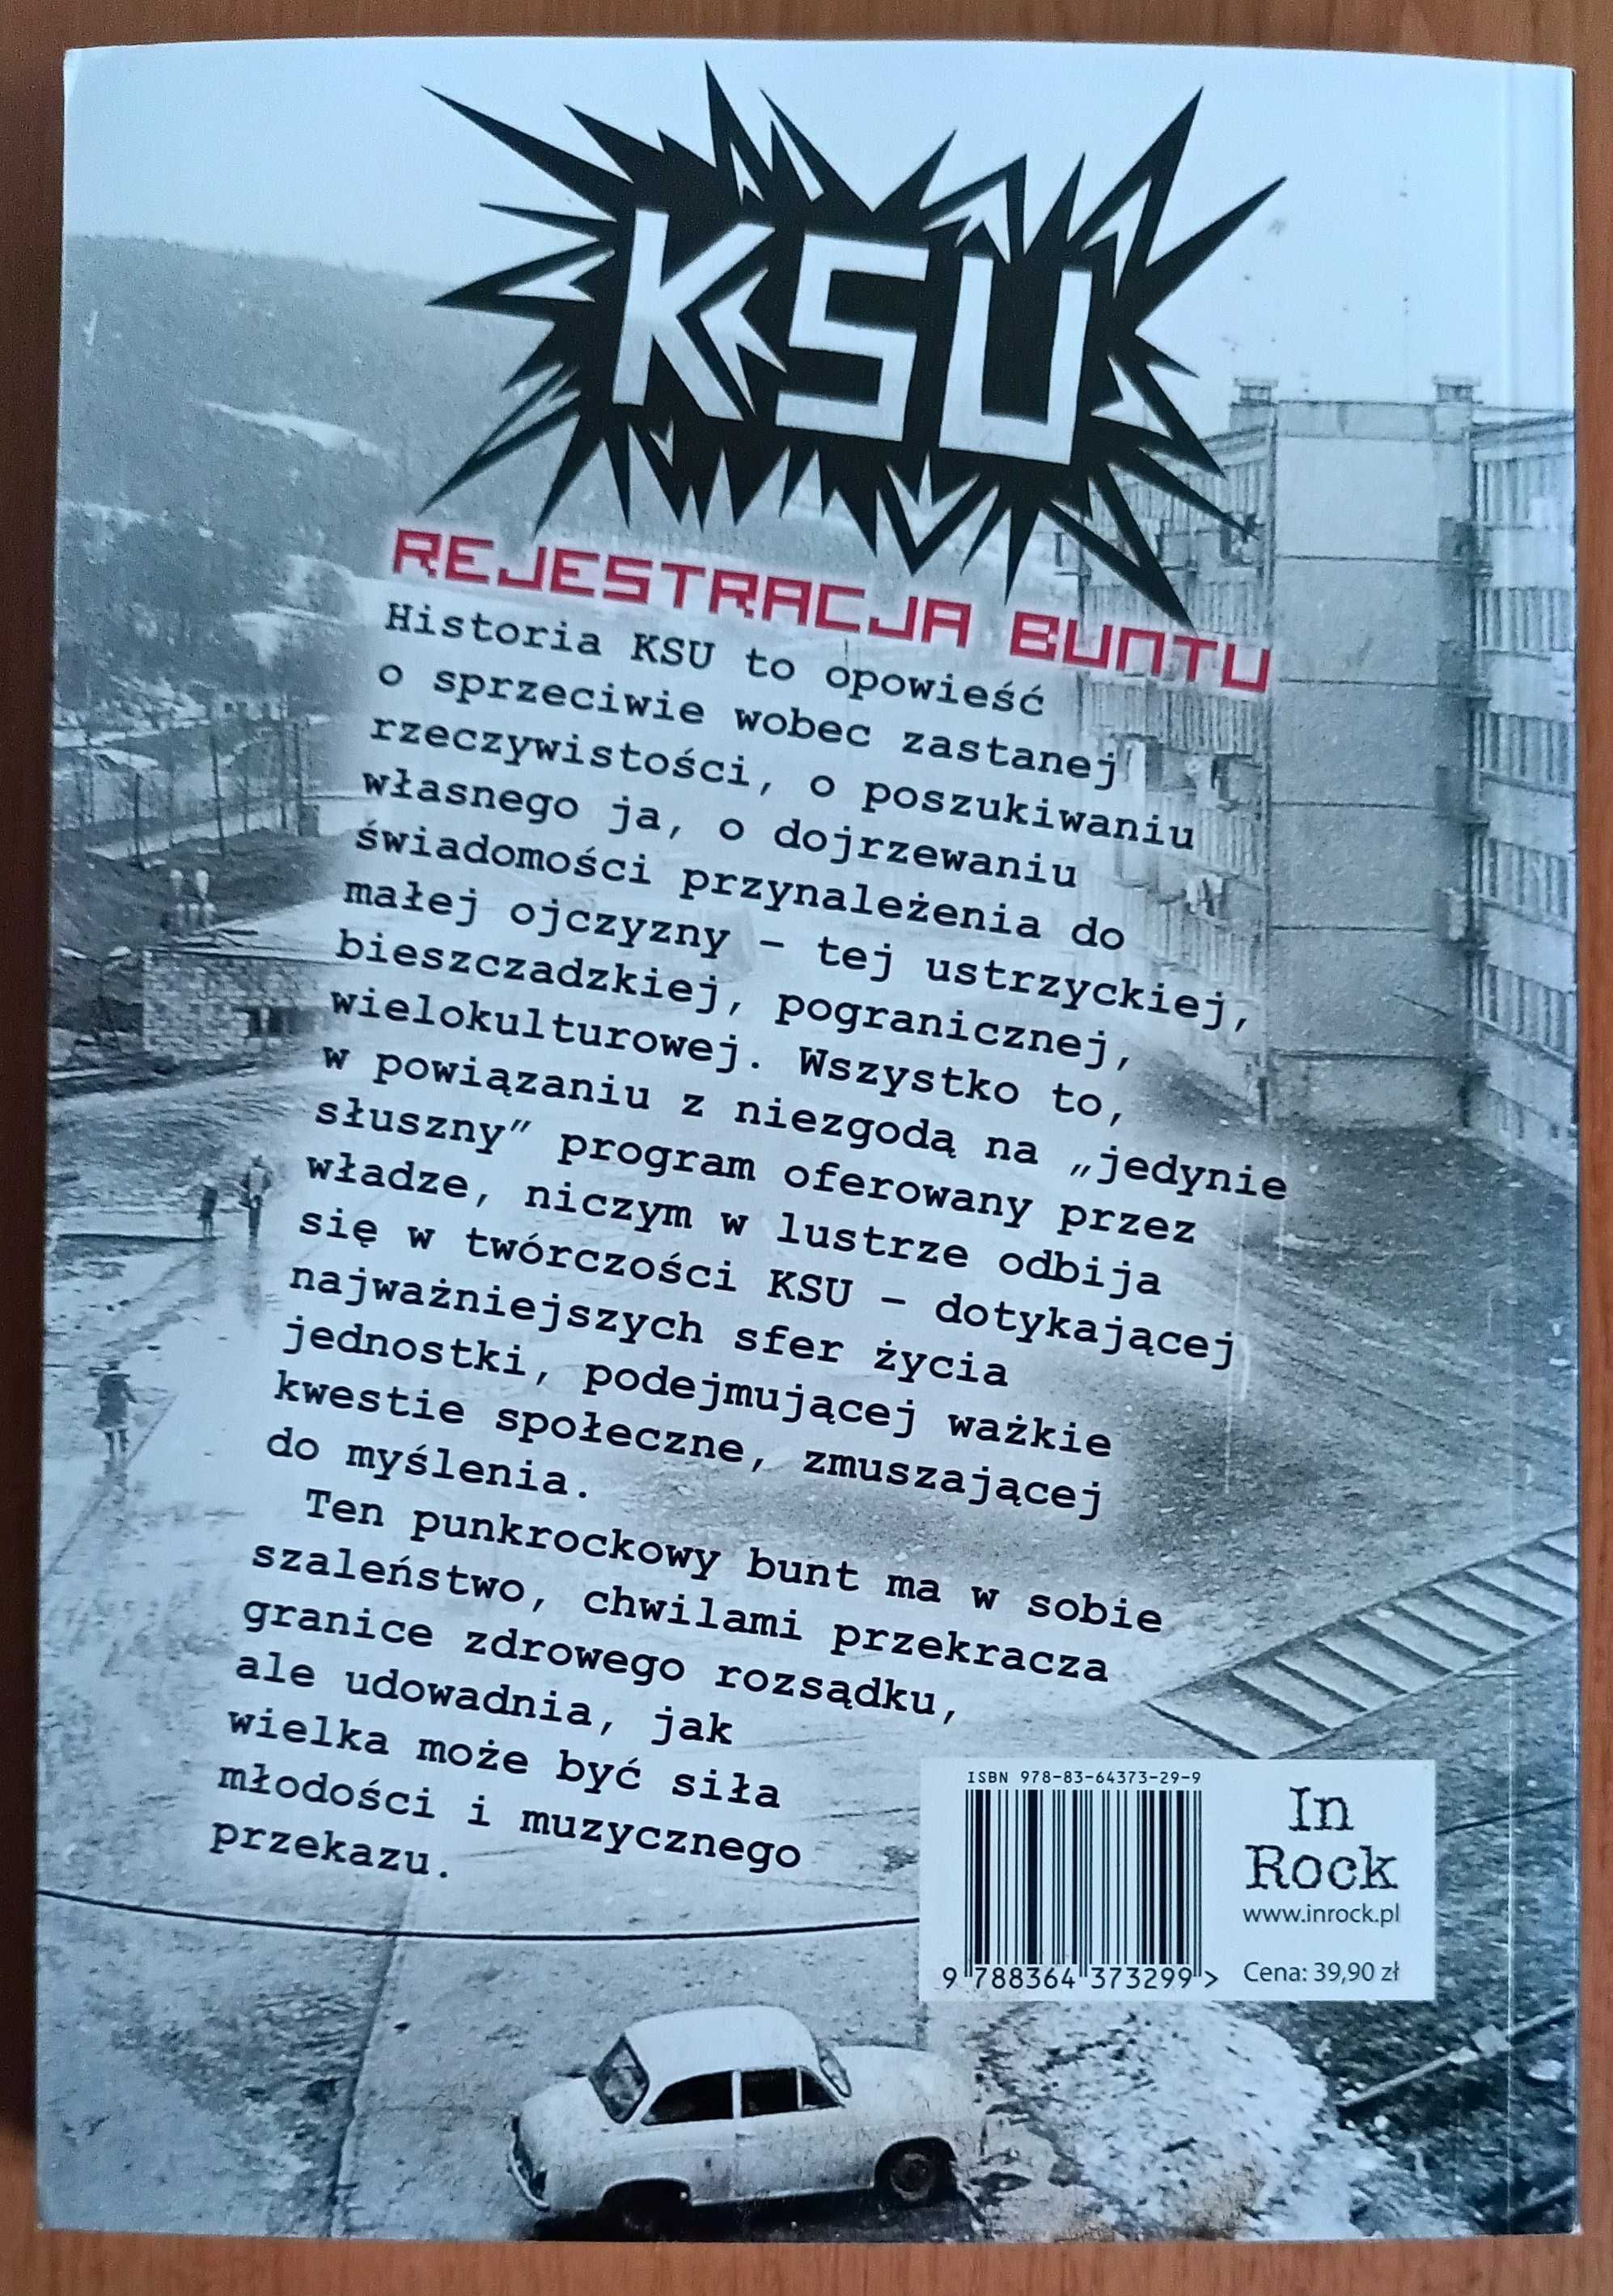 KSU
REJESTRACJA BUNTU
Historia KSU to opowieść
o sprzeciwie wobec zastanej
rzeczywistości, o poszukiwaniu
własnego ja, o dojrzewaniu
świadomości przynależenia do
małej ojczyzny – tej ustrzyckiej,
bieszczadzkiej, pogranicznej,
wielokulturowej. Wszystko to,
w powiązaniu z niezgodą na „jedynie
słuszny” program oferowany przez
władze, niczym w lustrze odbija
się w twórczości KSU – dotykającej
najważniejszych sfer życia
jednostki, podejmującej ważkie
kwestie społeczne, zmuszającej
do myślenia.
Ten punkrockowy bunt ma w sobie
szaleństwo, chwilami przekracza
granice zdrowego rozsądku,
ale udowadnia, jak
wielka może być siła
młodości i muzycznego
przekazu.
ISBN 978-83-64373-29-9
9 788364 373299 >
In
Rock
www.inrock.pl
Cena: 39,90 zł